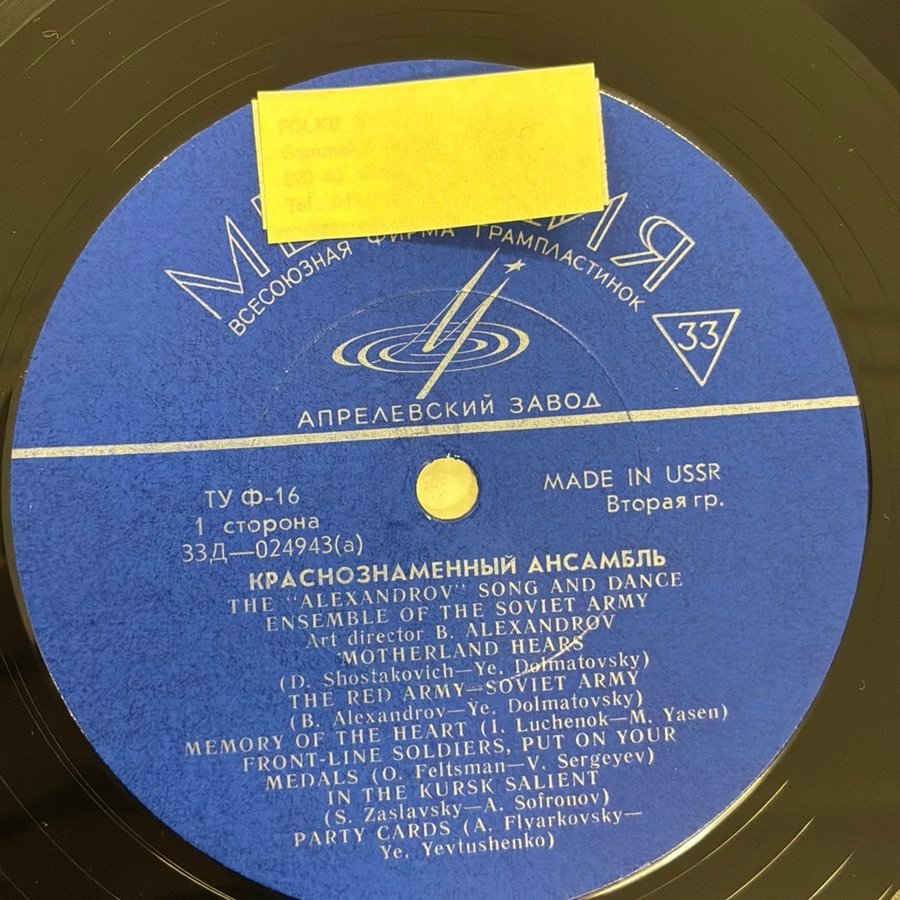 FOLKE
ВСЕСОЮЗНАЯ ФИРМА ГРАМПЛАСТИНОК
33
АПРЕЛЕВСКИЙ ЗАВОД
ТУ Ф-16
MADE IN USSR
1 сторона
Вторая гр.
33Д—024943(а)
КРАСНОЗНАМЕННЫЙ АНСАМБЛЬ
THE "ALEXANDROV" SONG AND DANCE
ENSEMBLE OF THE SOVIET ARMY
Art director B. ALEXANDROV
MOTHERLAND HEARS
(D. Shostakovich—Ye. Dolmatovsky)
THE RED ARMY—SOVIET ARMY
(B. Alexandrov—Ye. Dolmatovsky)
MEMORY OF THE HEART (I. Luchenok—M. Yasen)
FRONT-LINE SOLDIERS, PUT ON YOUR
MEDALS (O. Feltsman—V. Sergeyev)
IN THE KURSK SALIENT
(S. Zaslavsky—A. Sofronov)
PARTY CARDS (A. Flyarkovsky—
Ye. Yevtushenko)